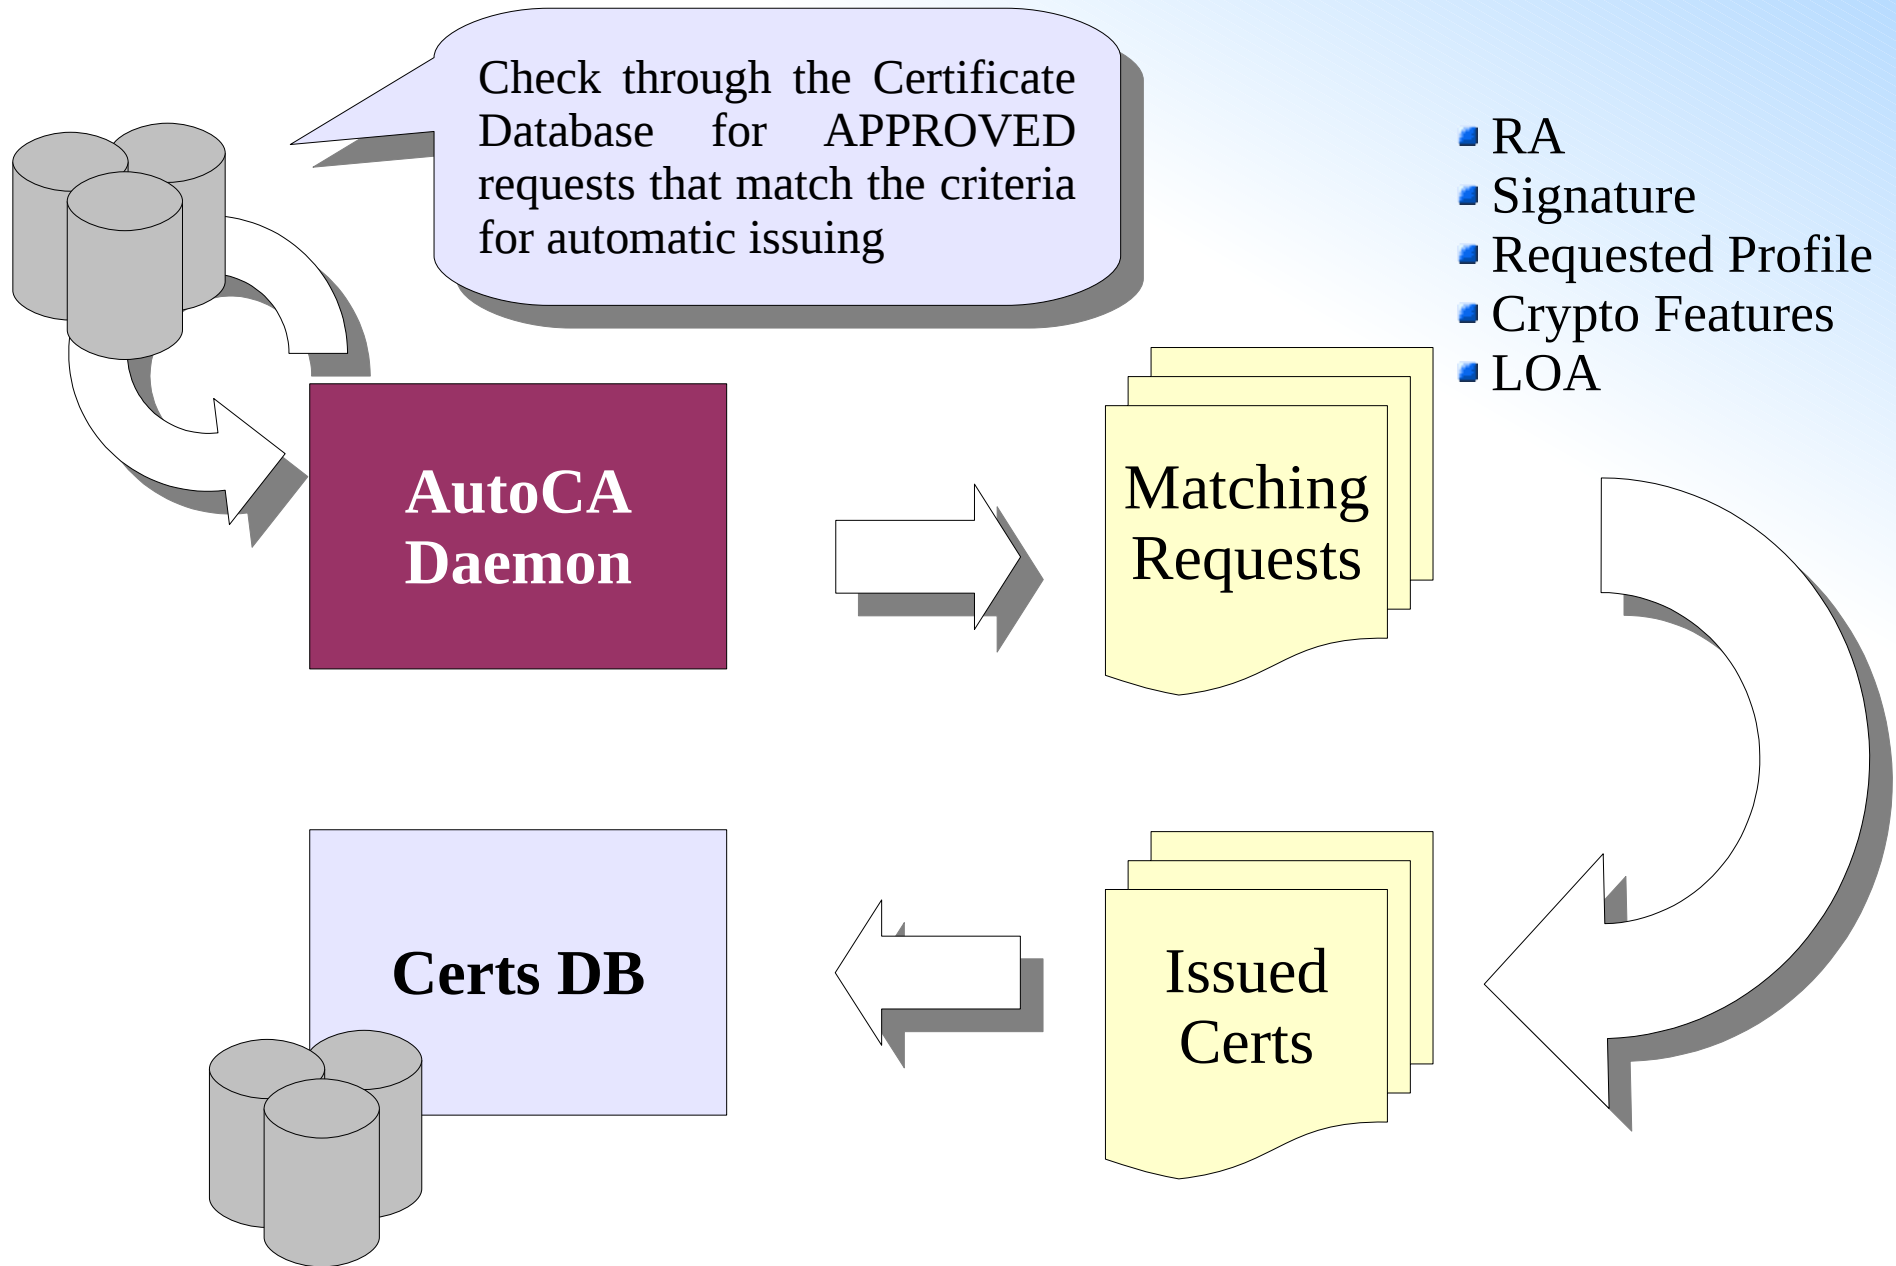 Check through the Certificate
Database for APPROVED
requests that match the criteria
for automatic issuing
RA
Signature
Requested Profile
Crypto Features
LOA
AutoCA
Daemon
Matching
Requests
Certs DB
Issued
Certs